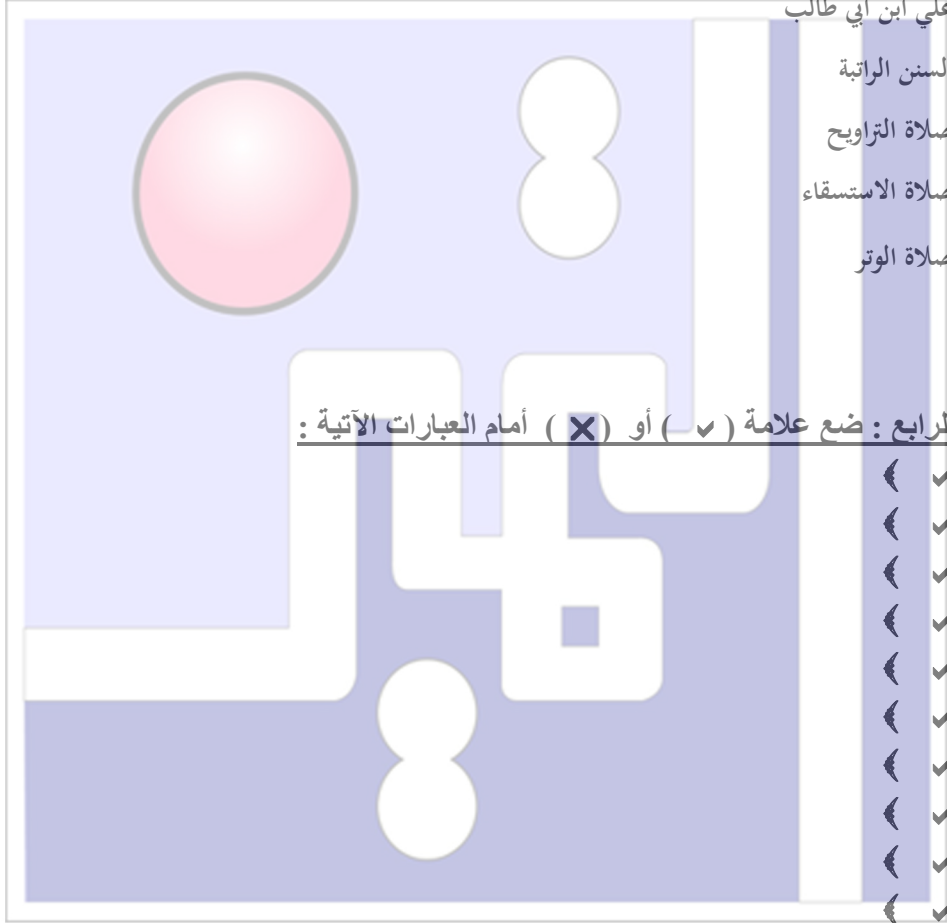 علي ابن أبي طالب
السنن الراتبة
صلاة التراويح
صلاة الاستسقاء
صلاة الوتر
الرابع : ضع علامة ( ✔ ) أو ( ✕ ) أمام العبارات الآتية :
✔ )
✔ )
✔ )
✔ )
✔ )
✔ )
✔ )
✔ )
✔ )
✔ )